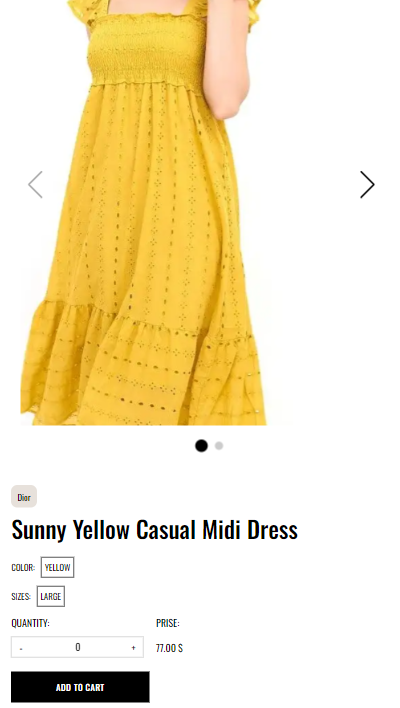 Dior
Sunny Yellow Casual Midi Dress
COLOR: YELLOW
SIZES: LARGE
QUANTITY: PRISE:
- 0 + 77.00 $
ADD TO CART